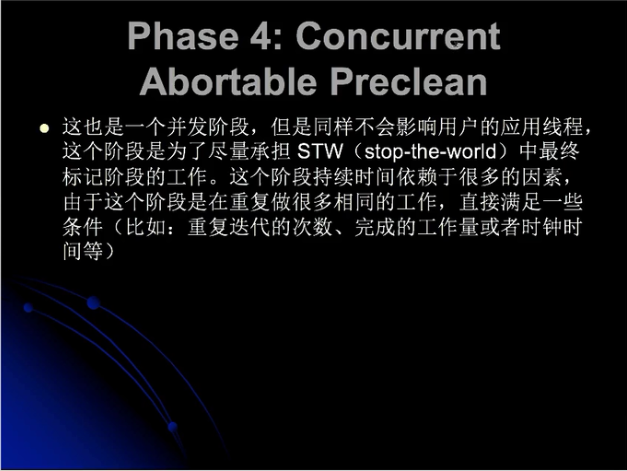 Phase 4: Concurrent
Abortable Preclean
这也是一个并发阶段，但是同样不会影响用户的应用线程，
这个阶段是为了尽量承担 STW（stop-the-world）中最终
标记阶段的工作。这个阶段持续时间依赖于很多的因素，
由于这个阶段是在重复做很多相同的工作，直接满足一些
条件（比如：重复迭代的次数、完成的工作量或者时钟时
间等）